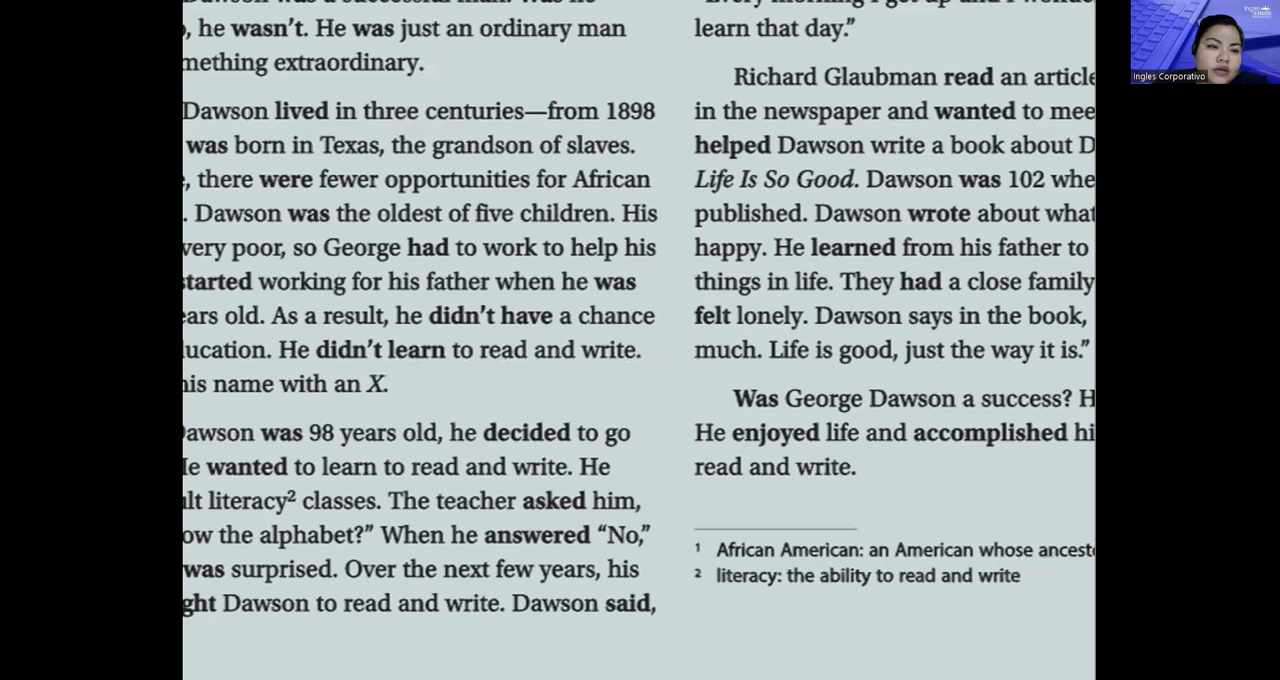 he wasn't. He was just an ordinary man
mething extraordinary.
Dawson lived in three centuries—from 1898
was born in Texas, the grandson of slaves.
there were fewer opportunities for African
. Dawson was the oldest of five children. His
very poor, so George had to work to help his
started working for his father when he was
ears old. As a result, he didn't have a chance
ucation. He didn't learn to read and write.
his name with an X.
Dawson was 98 years old, he decided to go
He wanted to learn to read and write. He
ult literacy² classes. The teacher asked him,
ow the alphabet?" When he answered "No,"
was surprised. Over the next few years, his
ght Dawson to read and write. Dawson said,
learn that day."
Richard Glaubman read an article
in the newspaper and wanted to mee
helped Dawson write a book about D
Life Is So Good. Dawson was 102 whe
published. Dawson wrote about what
happy. He learned from his father to
things in life. They had a close family
felt lonely. Dawson says in the book,
much. Life is good, just the way it is."
Was George Dawson a success? H
He enjoyed life and accomplished hi
read and write.
¹ African American: an American whose ancest
² literacy: the ability to read and write
Ingles Corporativo